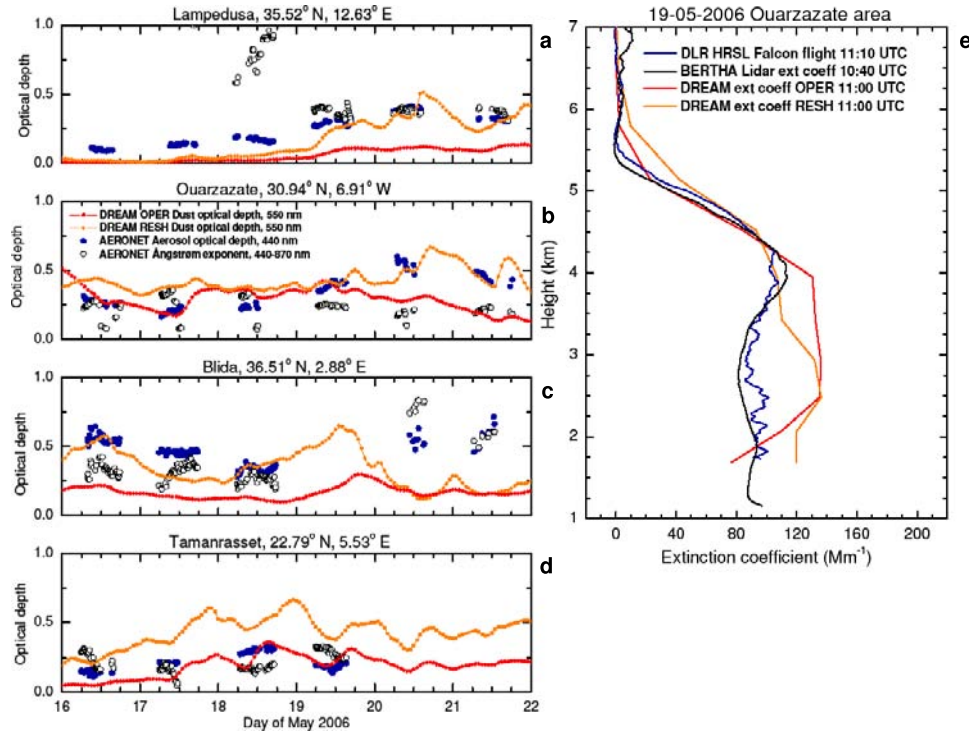 Lampedusa, 35.52° N, 12.63° E
a
1.0
0.5
0.0
Optical depth
Ouarzazate, 30.94° N, 6.91° W
b
DREAM OPER Dust optical depth, 550 nm
DREAM RESH Dust optical depth, 550 nm
AERONET Aerosol optical depth, 440 nm
AERONET Ångstrøm exponent, 440-870 nm
1.0
0.5
0.0
Optical depth
Blida, 36.51° N, 2.88° E
c
1.0
0.5
0.0
Optical depth
Tamanrasset, 22.79° N, 5.53° E
d
1.0
0.5
0.0
Optical depth
16 17 18 19 20 21 22
Day of May 2006
19-05-2006 Ouarzazate area
e
DLR HRSL Falcon flight 11:10 UTC
BERTHA Lidar ext coeff 10:40 UTC
DREAM ext coeff OPER 11:00 UTC
DREAM ext coeff RESH 11:00 UTC
7
6
5
4
3
2
1
Height (km)
0 40 80 120 160 200
Extinction coefficient (Mm⁻¹)